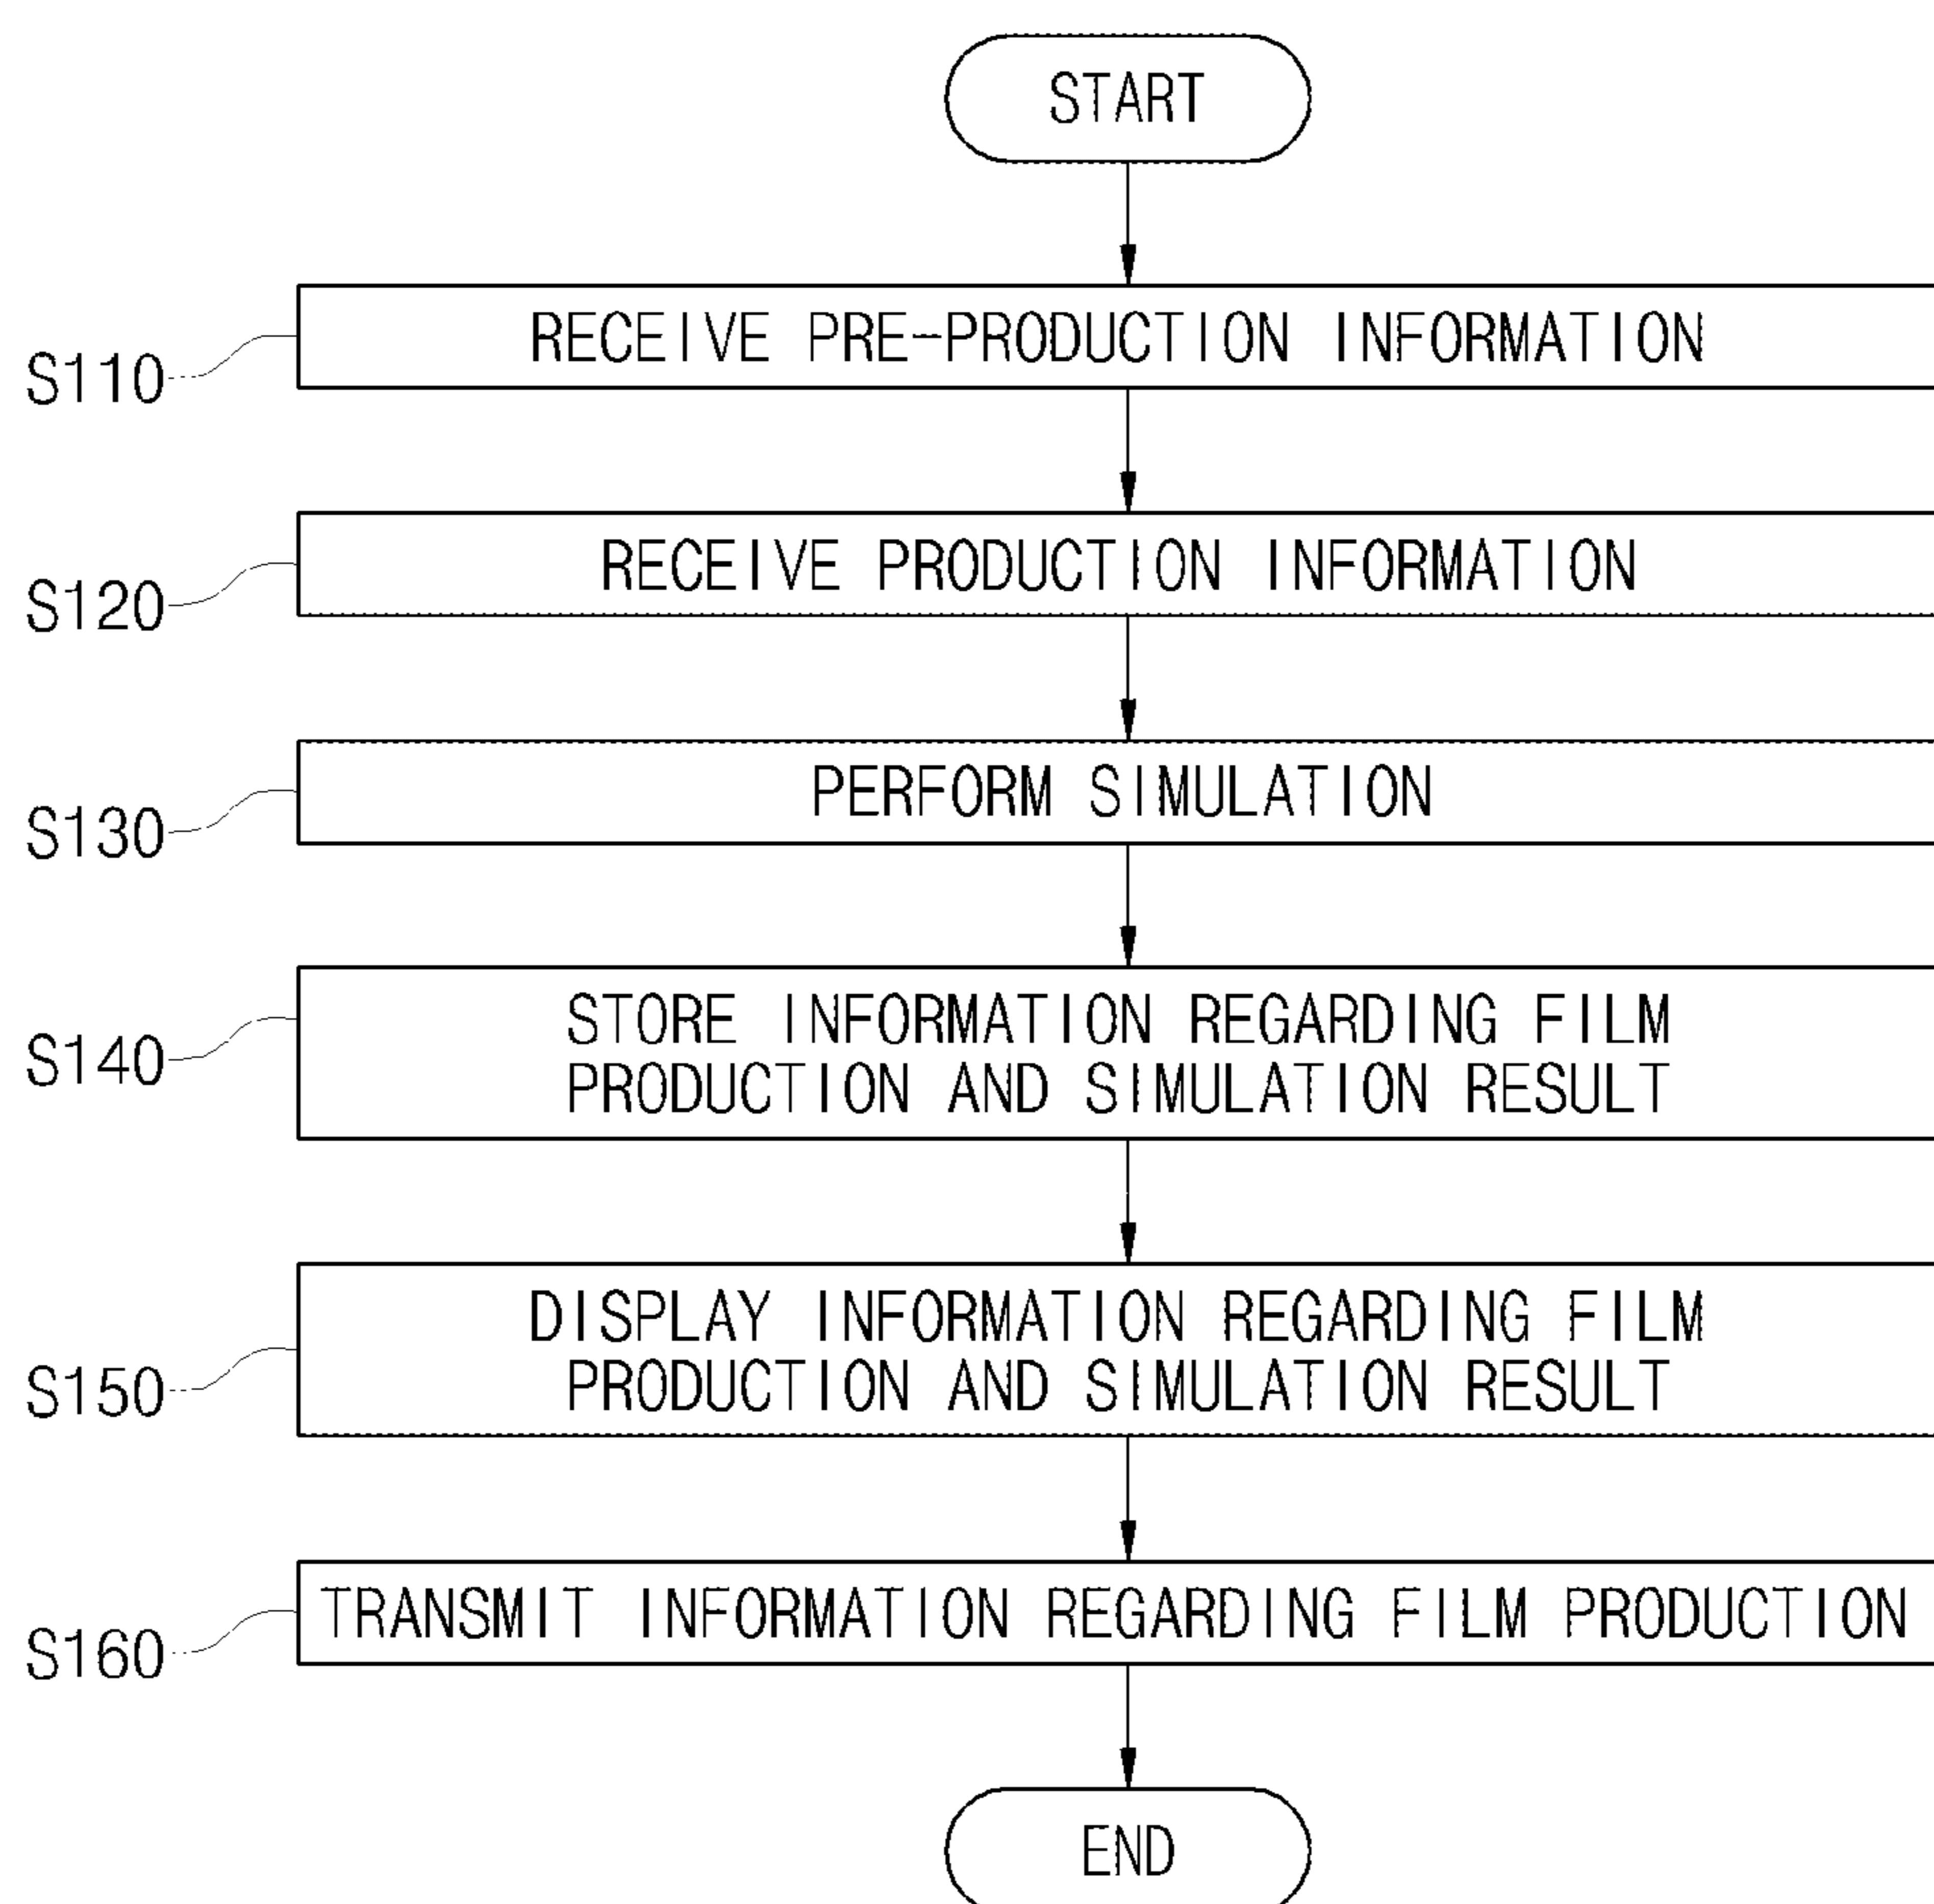 START
S110
RECEIVE PRE-PRODUCTION INFORMATION
S120
RECEIVE PRODUCTION INFORMATION
S130
PERFORM SIMULATION
S140
STORE INFORMATION REGARDING FILM
PRODUCTION AND SIMULATION RESULT
S150
DISPLAY INFORMATION REGARDING FILM
PRODUCTION AND SIMULATION RESULT
S160
TRANSMIT INFORMATION REGARDING FILM PRODUCTION
END